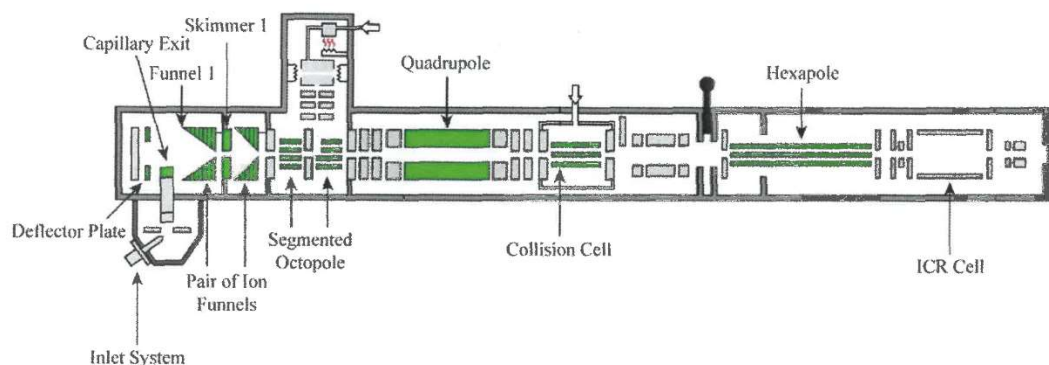 Skimmer 1
Capillary Exit
Funnel 1
Quadrupole
Hexapole
Deflector Plate
Segmented
Octopole
Collision Cell
ICR Cell
Pair of Ion
Funnels
Inlet System